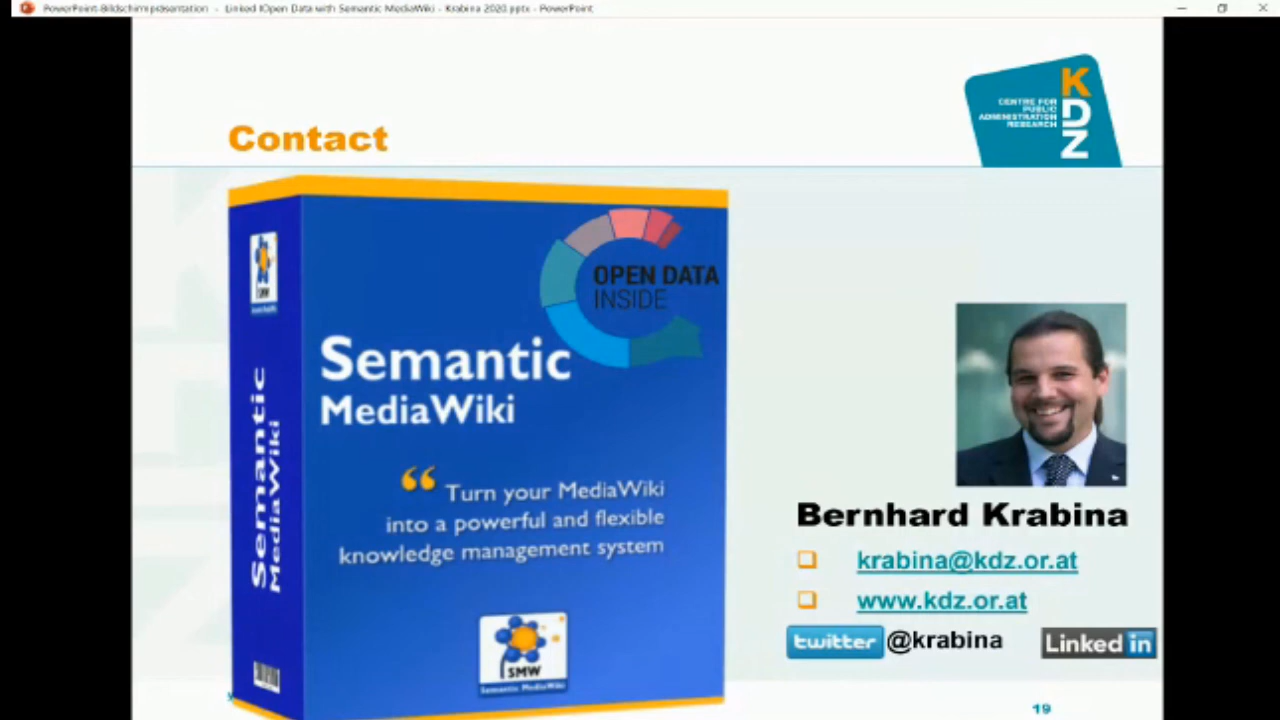 PowerPoint-Bildschirmpräsentation - Linked (Open Data with Semantic MediaWiki - Krabina 2020.pptx - PowerPoint
Contact
CENTRE FOR
PUBLIC
ADMINISTRATION
RESEARCH
KDZ
OPEN DATA
INSIDE
Semantic
MediaWiki
“ Turn your MediaWiki
into a powerful and flexible
knowledge management system
SMW
Semantic MediaWiki
SMW
Semantic
MediaWiki
Bernhard Krabina
krabina@kdz.or.at
www.kdz.or.at
twitter @krabina
Linked in
19